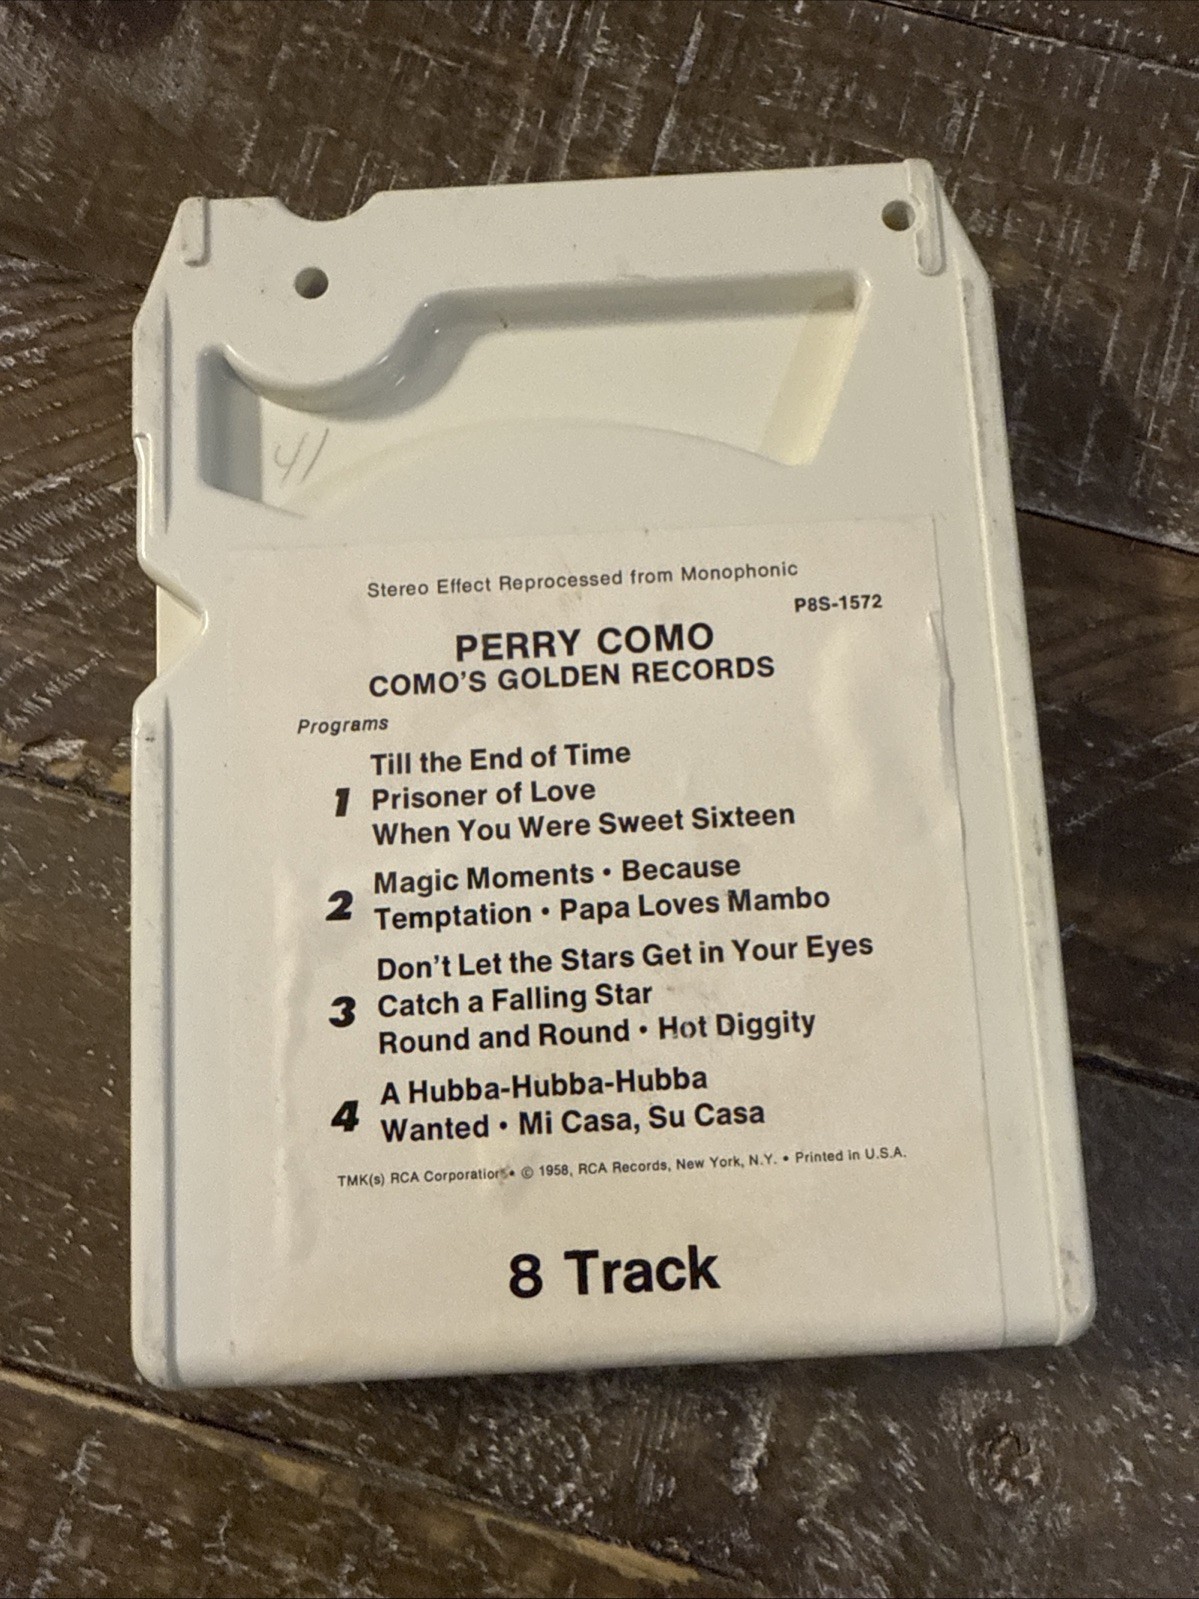 41
Stereo Effect Reprocessed from Monophonic
P8S-1572
PERRY COMO
COMO'S GOLDEN RECORDS
Programs
Till the End of Time
1 Prisoner of Love
When You Were Sweet Sixteen
Magic Moments • Because
2 Temptation • Papa Loves Mambo
Don't Let the Stars Get in Your Eyes
3 Catch a Falling Star
Round and Round • Hot Diggity
A Hubba-Hubba-Hubba
4 Wanted • Mi Casa, Su Casa
TMK(s) RCA Corporation • © 1958, RCA Records, New York, N.Y. • Printed in U.S.A.
8 Track